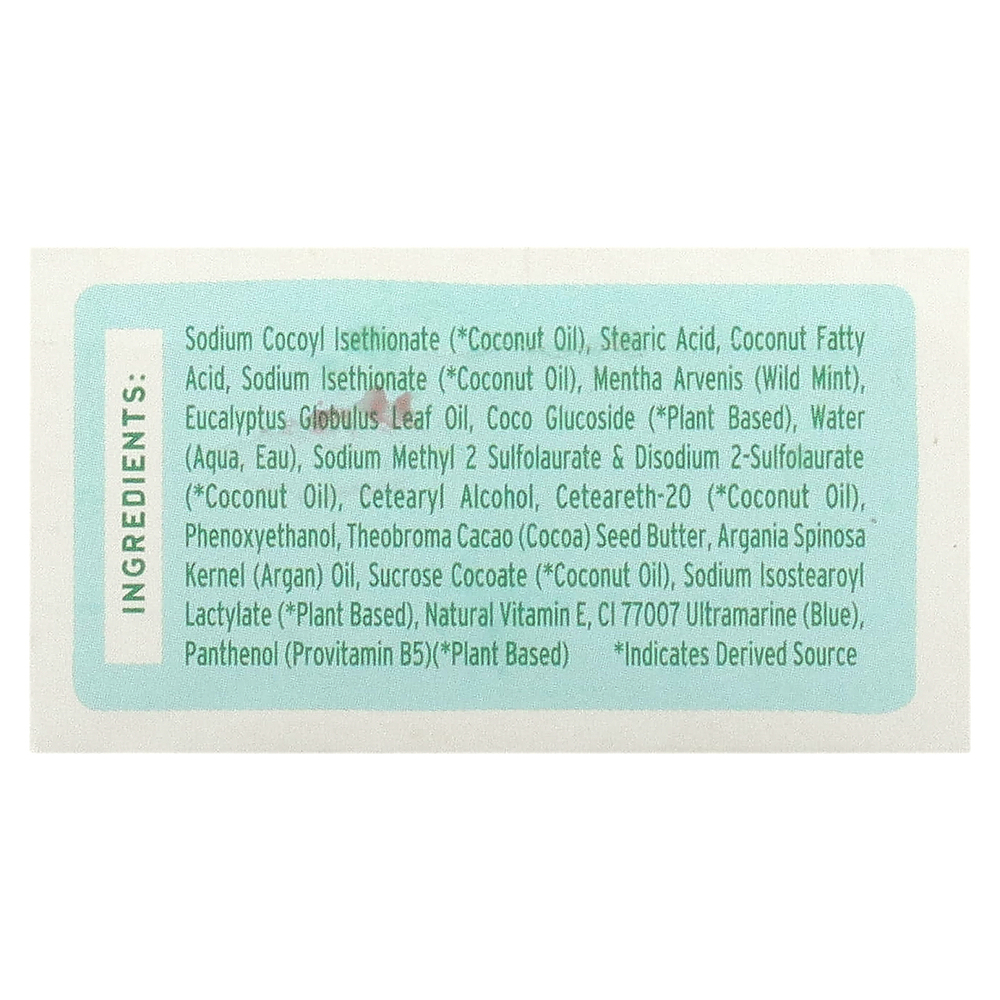 INGREDIENTS:
Sodium Cocoyl Isethionate (*Coconut Oil), Stearic Acid, Coconut Fatty
Acid, Sodium Isethionate (*Coconut Oil), Mentha Arvenis (Wild Mint),
Eucalyptus Globulus Leaf Oil, Coco Glucoside (*Plant Based), Water
(Aqua, Eau), Sodium Methyl 2 Sulfolaurate & Disodium 2-Sulfolaurate
(*Coconut Oil), Cetearyl Alcohol, Ceteareth-20 (*Coconut Oil),
Phenoxyethanol, Theobroma Cacao (Cocoa) Seed Butter, Argania Spinosa
Kernel (Argan) Oil, Sucrose Cocoate (*Coconut Oil), Sodium Isostearoyl
Lactylate (*Plant Based), Natural Vitamin E, CI 77007 Ultramarine (Blue),
Panthenol (Provitamin B5)(*Plant Based) *Indicates Derived Source